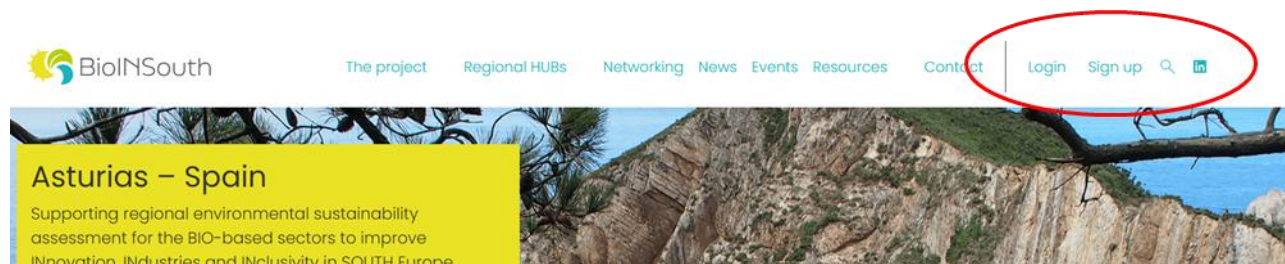 BioINSouth The project Regional HUBs Networking News Events Resources Contact Login Sign up in
Asturias – Spain
Supporting regional environmental sustainability
assessment for the BIO-based sectors to improve
INnovation, INdustries and INclusivity in SOUTH Europe